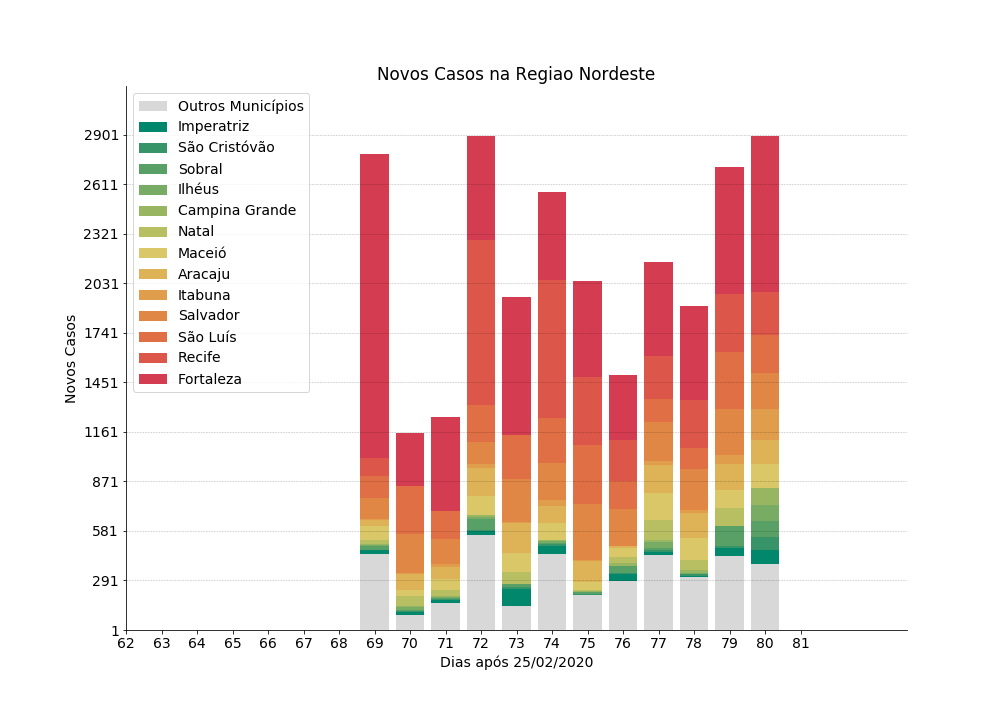 Novos Casos na Regiao Nordeste
Outros Municípios
Imperatriz
São Cristóvão
Sobral
Ilhéus
Campina Grande
Natal
Maceió
Aracaju
Itabuna
Salvador
São Luís
Recife
Fortaleza
Novos Casos
2901
2611
2321
2031
1741
1451
1161
871
581
291
1
62 63 64 65 66 67 68 69 70 71 72 73 74 75 76 77 78 79 80 81
Dias após 25/02/2020